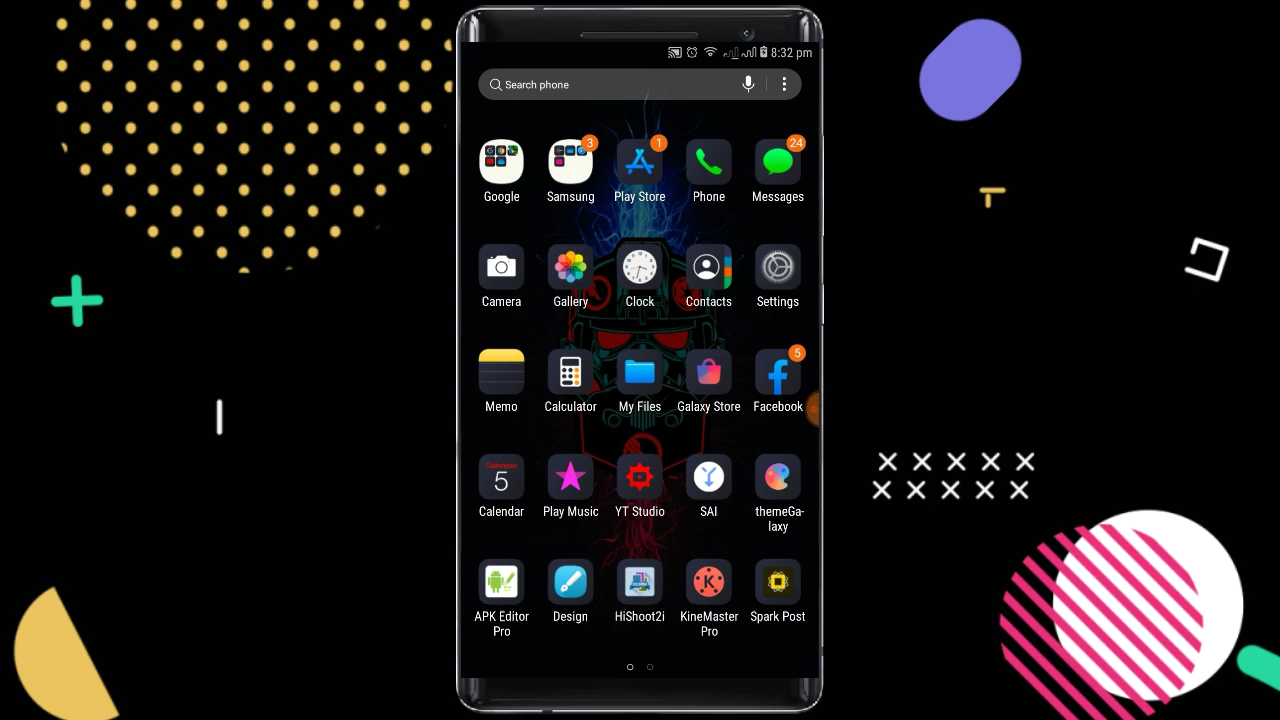 8:32 pm
Search phone
3
1
24
Google
Samsung
Play Store
Phone
Messages
Camera
Gallery
Clock
Contacts
Settings
5
Memo
Calculator
My Files
Galaxy Store
Facebook
Calendar
5
Calendar
Play Music
YT Studio
SAI
themeGa-
laxy
K
APK Editor
Pro
Design
HiShoot2i
KineMaster
Pro
Spark Post